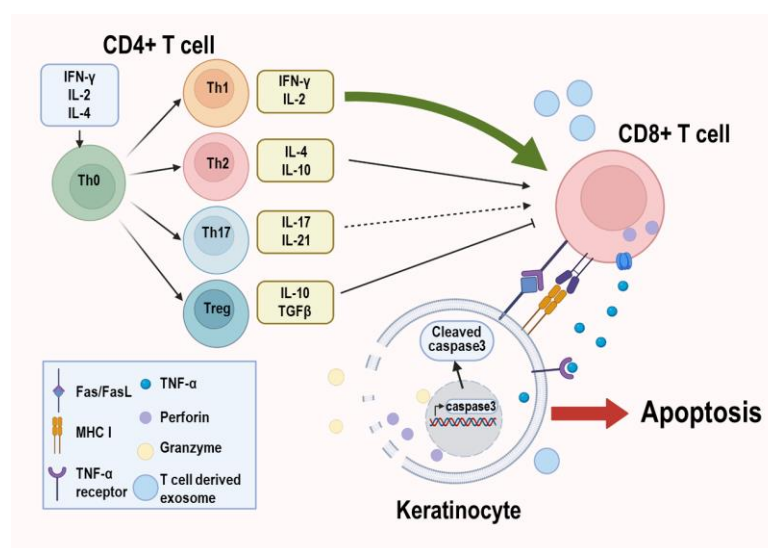 CD4+ T cell
IFN-γ
IL-2
IL-4
Th0
Th1
IFN-γ
IL-2
Th2
IL-4
IL-10
Th17
IL-17
IL-21
Treg
IL-10
TGFβ
CD8+ T cell
Cleaved
caspase3
caspase3
Apoptosis
Keratinocyte
Fas/FasL
MHC I
TNF-α
receptor
TNF-α
Perforin
Granzyme
T cell derived
exosome